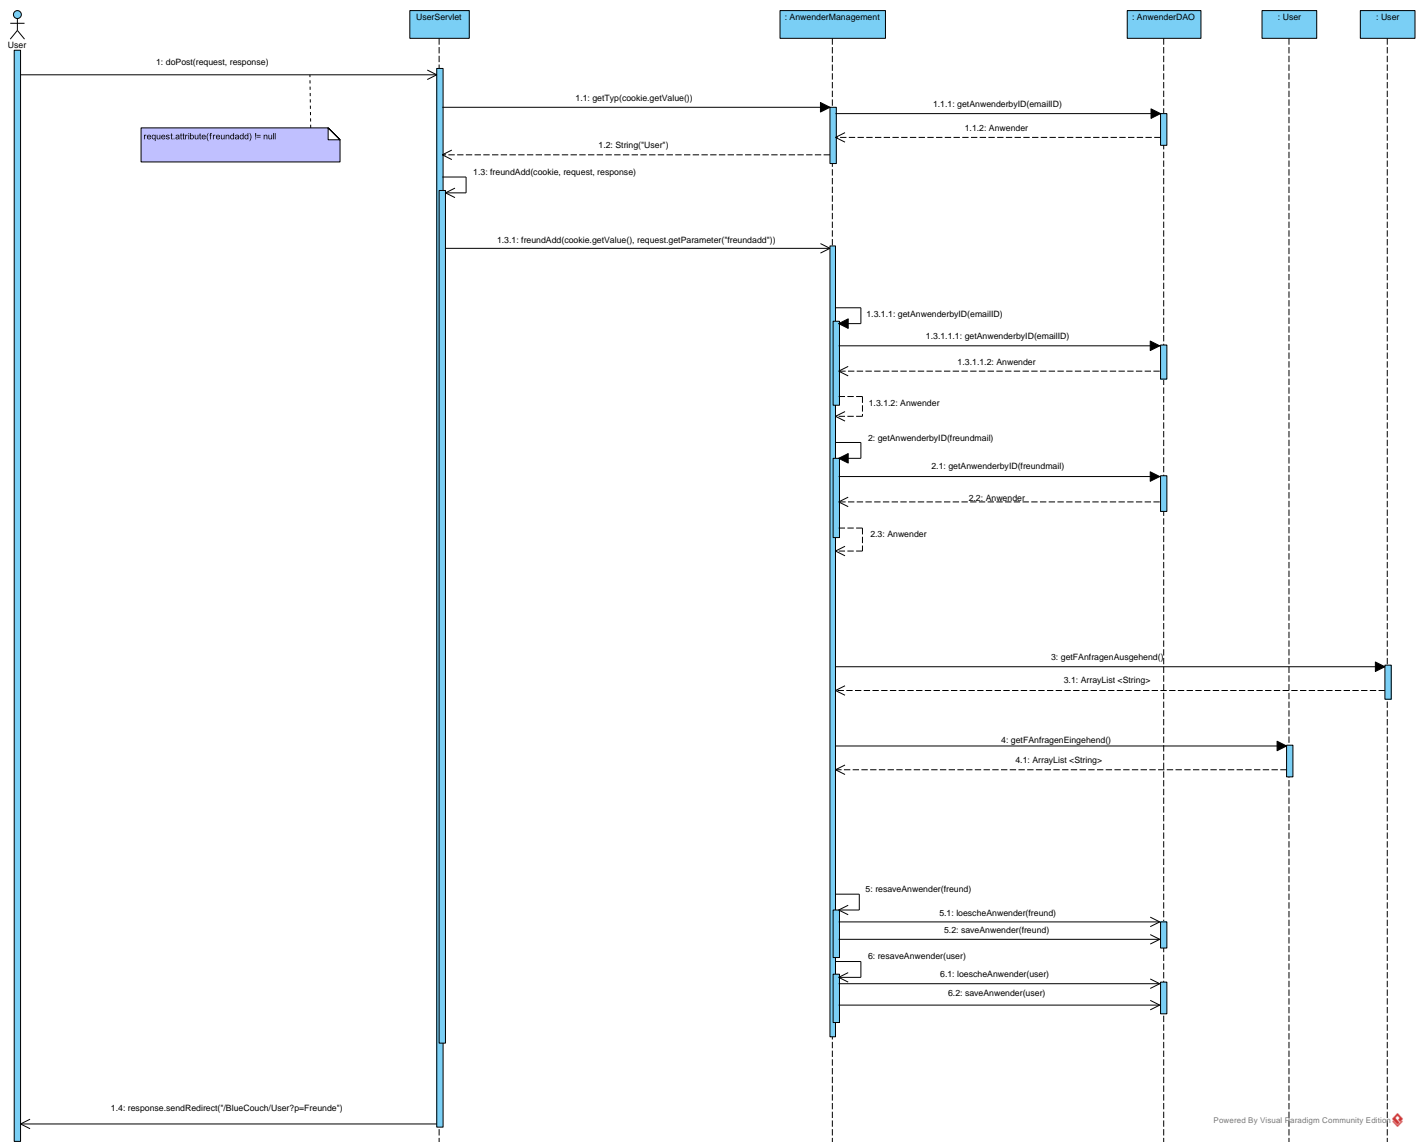 UserServlet
: AnwenderManagement
: AnwenderDAO
: User
: User
User
1: doPost(request, response)
1.1: getTyp(cookie.getValue())
1.1.1: getAnwenderbyID(emailID)
1.1.2: Anwender
request.attribute(freundadd) != null
1.2: String("User")
1.3: freundAdd(cookie, request, response)
1.3.1: freundAdd(cookie.getValue(), request.getParameter("freundadd"))
1.3.1.1: getAnwenderbyID(emailID)
1.3.1.1.1: getAnwenderbyID(emailID)
1.3.1.1.2: Anwender
1.3.1.2: Anwender
2: getAnwenderbyID(freundmail)
2.1: getAnwenderbyID(freundmail)
2.2: Anwender
2.3: Anwender
3: getFAnfragenAusgehend()
3.1: ArrayList <String>
4: getFAnfragenEingehend()
4.1: ArrayList <String>
5: resaveAnwender(freund)
5.1: loescheAnwender(freund)
5.2: saveAnwender(freund)
6: resaveAnwender(user)
6.1: loescheAnwender(user)
6.2: saveAnwender(user)
1.4: response.sendRedirect("/BlueCouch/User?p=Freunde")
Powered By Visual Paradigm Community Edition